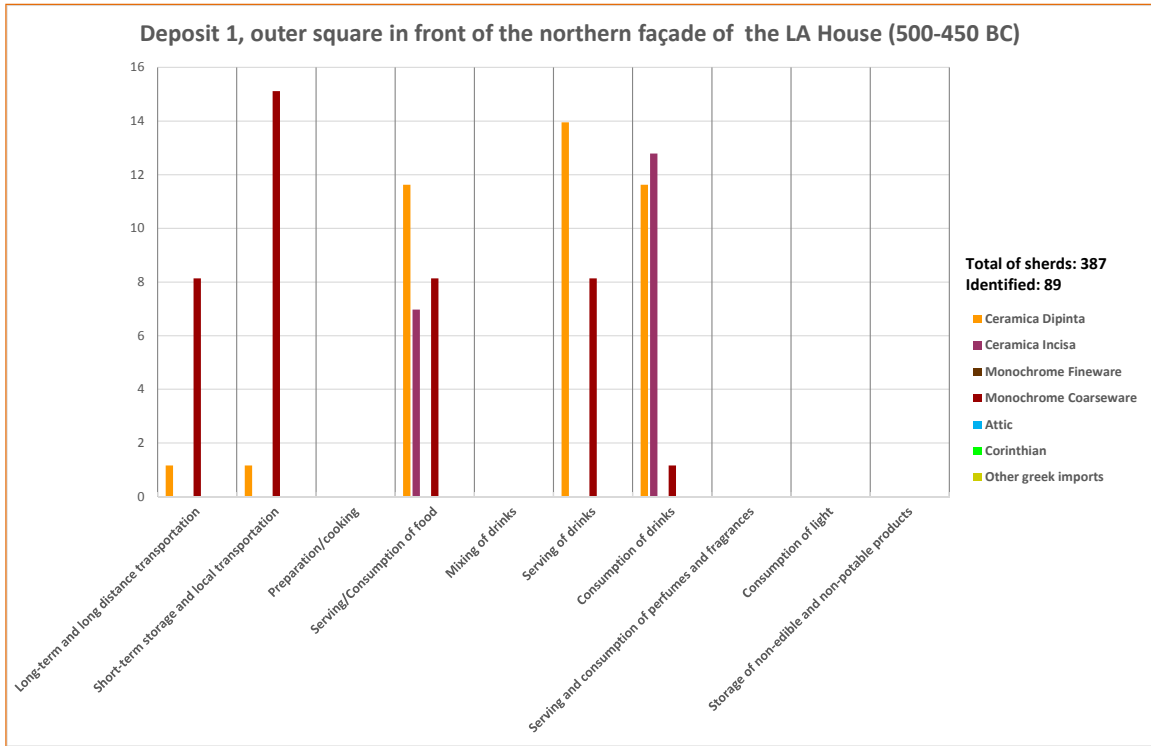 Deposit 1, outer square in front of the northern façade of the LA House (500-450 BC)
16
14
12
10
8
6
4
2
0
Long-term and long distance transportation
Short-term storage and local transportation
Preparation/cooking
Serving/Consumption of food
Mixing of drinks
Serving of drinks
Consumption of drinks
Serving and consumption of perfumes and fragrances
Consumption of light
Storage of non-edible and non-potable products
Total of sherds: 387
Identified: 89
Ceramica Dipinta
Ceramica Incisa
Monochrome Fineware
Monochrome Coarseware
Attic
Corinthian
Other greek imports